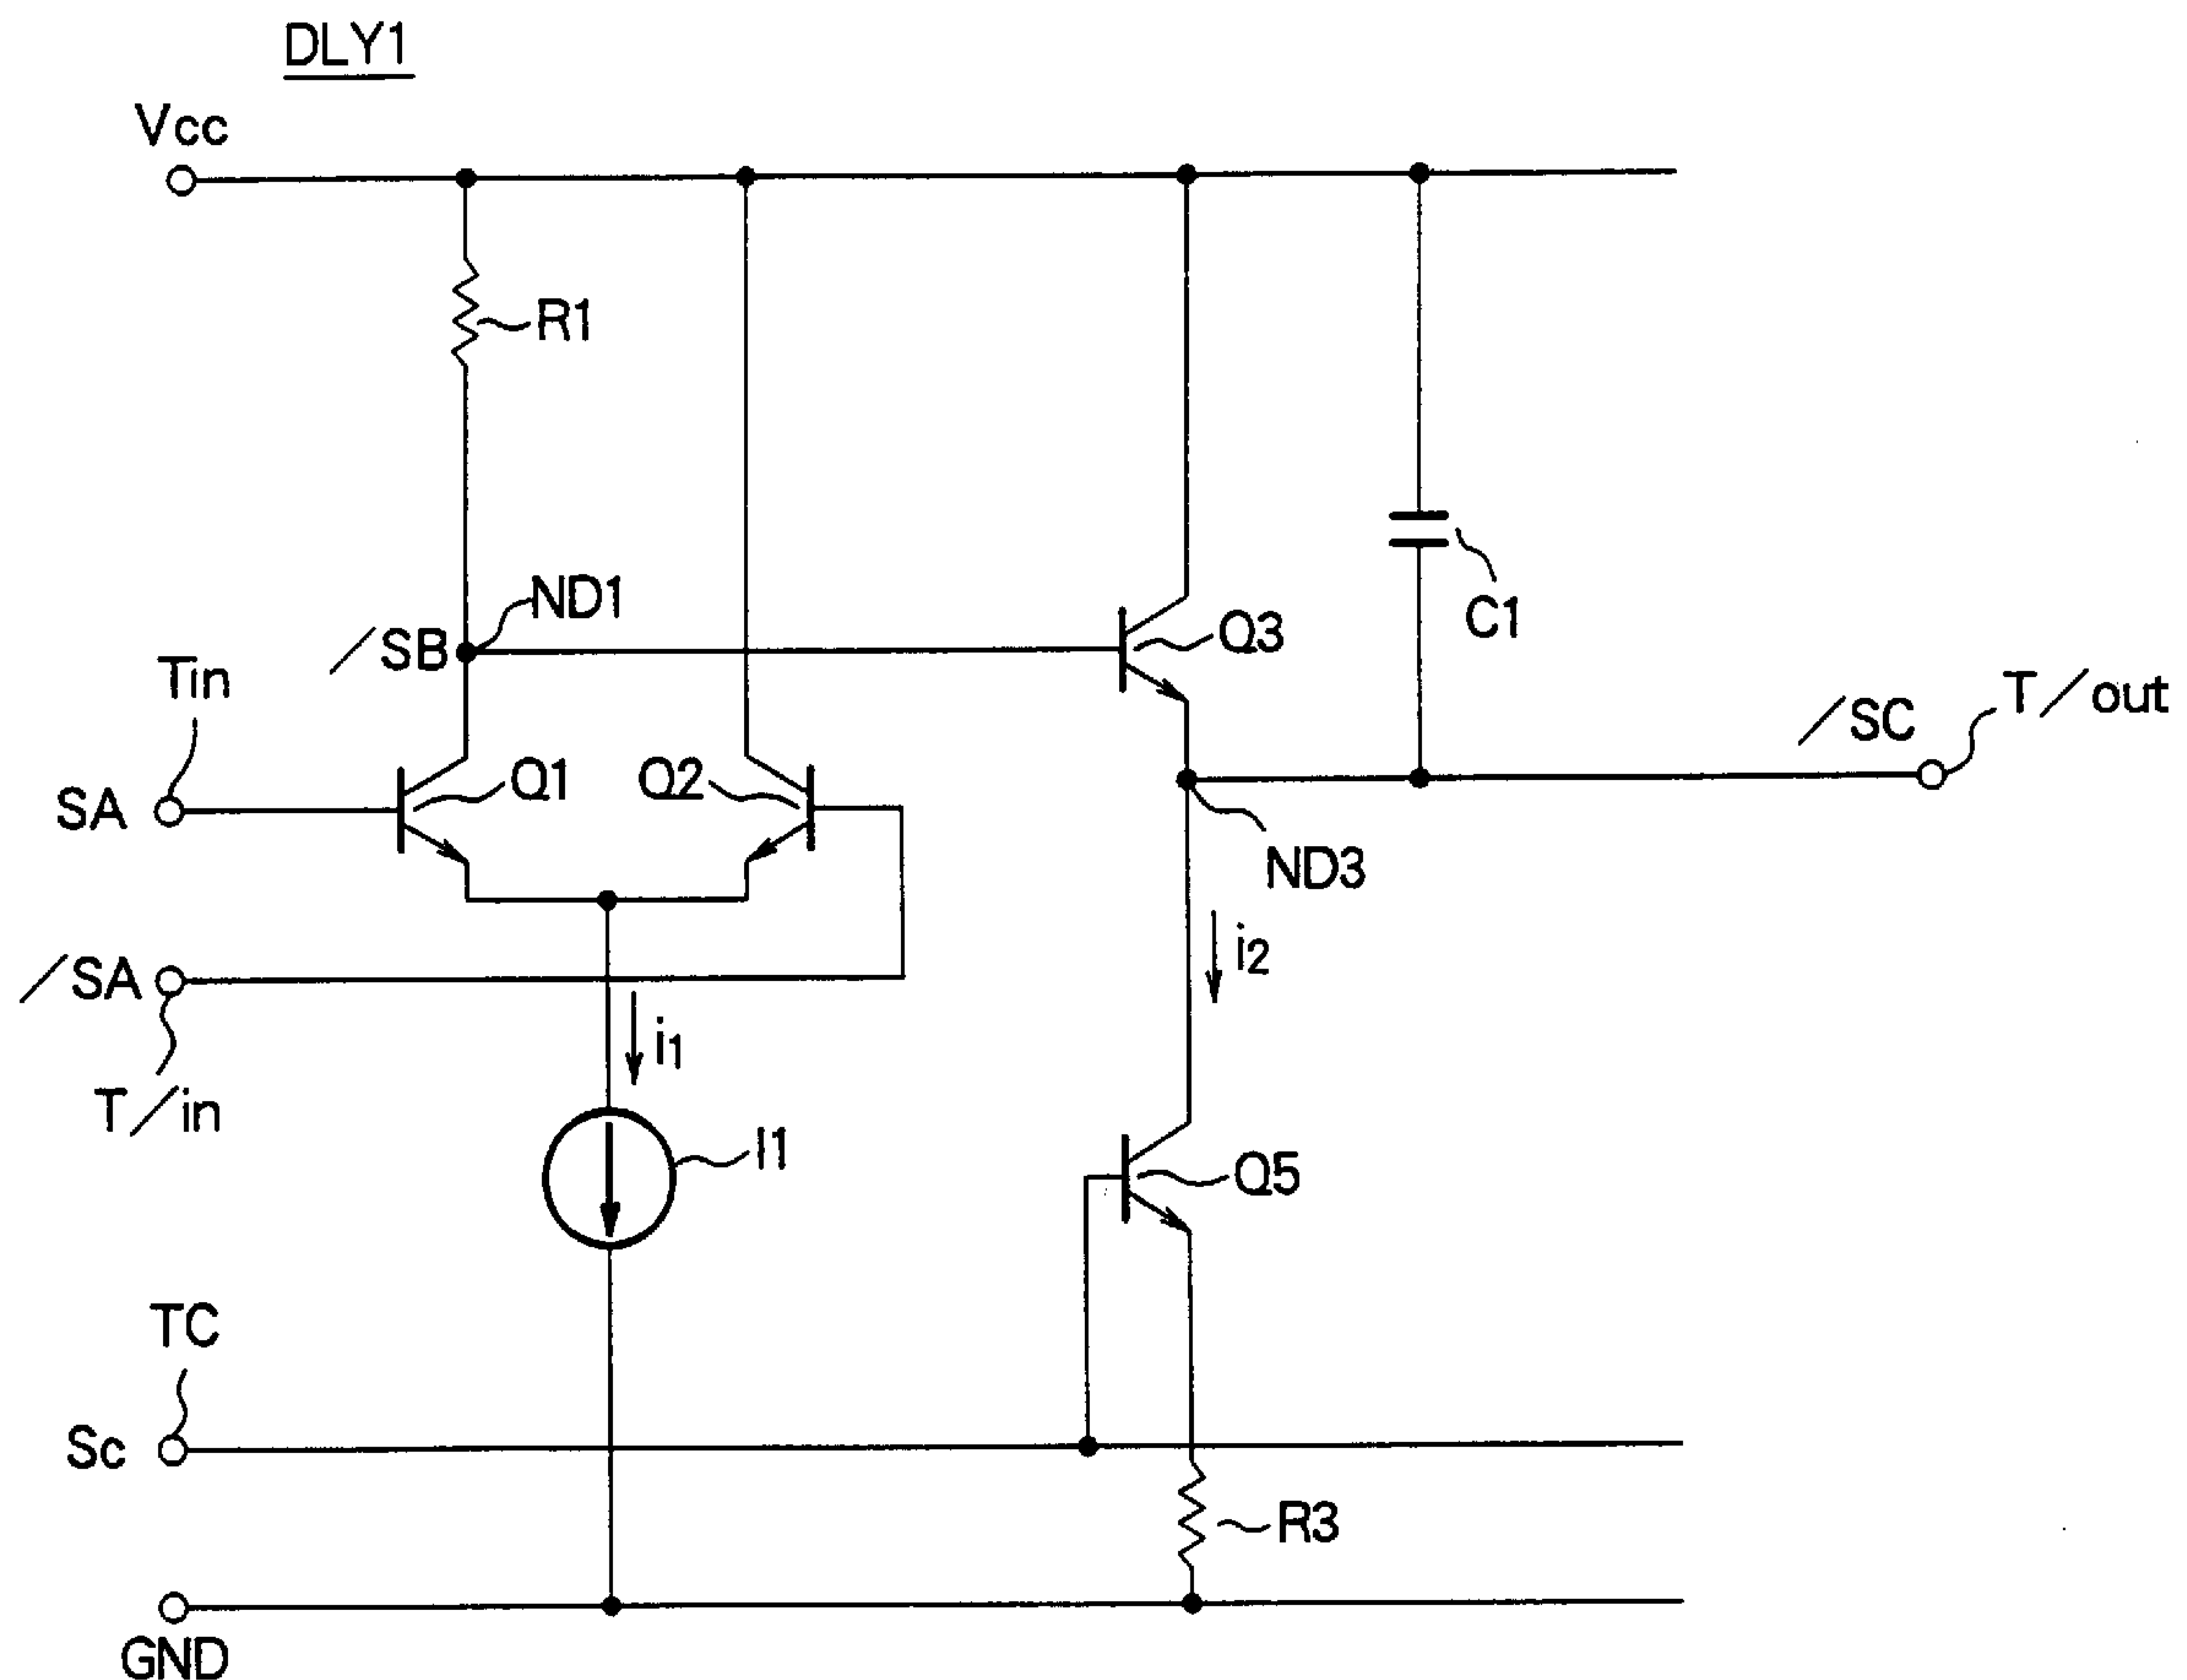 DLY1
Vcc
R1
ND1
/SB
Q3
C1
Tin
T/out
/SC
SA
Q1
Q2
ND3
i2
/SA
i1
T/in
I1
Q5
TC
Sc
R3
GND